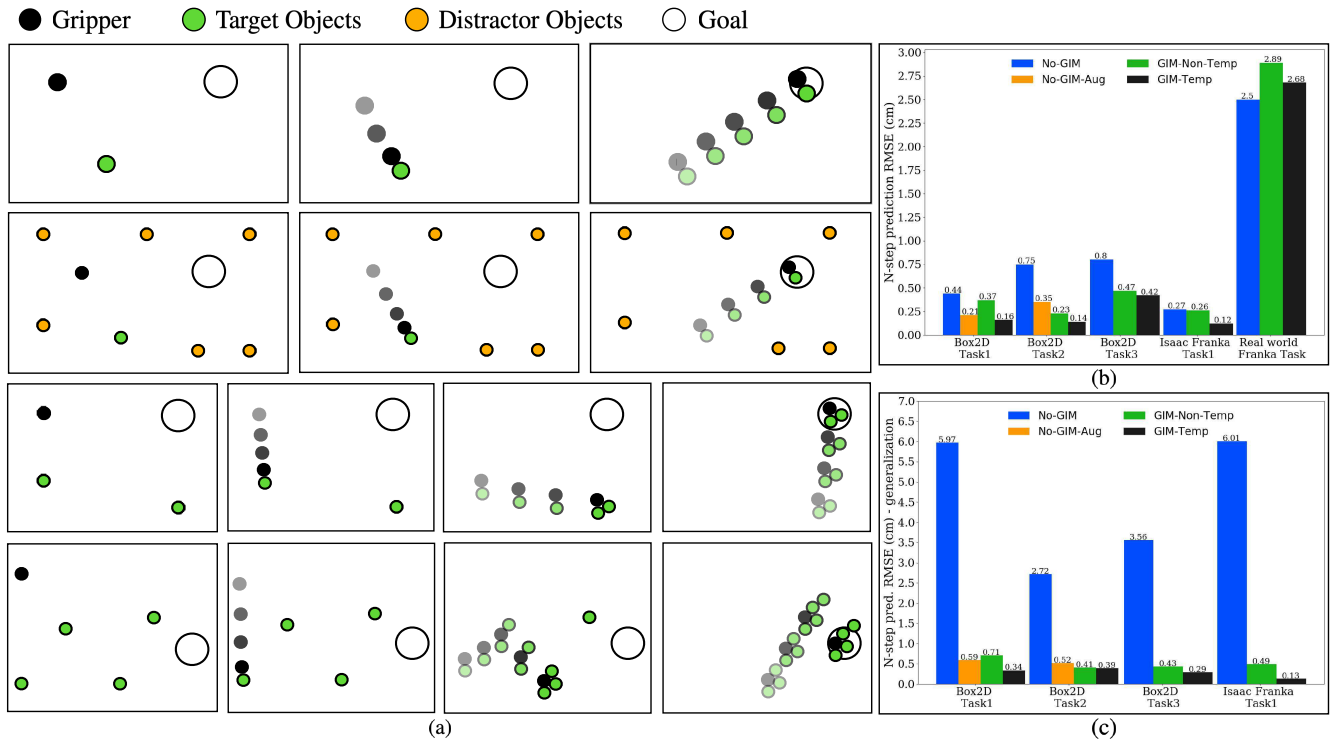 Gripper Target Objects Distractor Objects Goal
3.00
2.75
2.50
2.25
2.00
1.75
1.50
1.25
1.00
0.75
0.50
0.25
0.00
N-step prediction RMSE (cm)
No-GIM GIM-Non-Temp
No-GIM-Aug GIM-Temp
0.44 0.21 0.37 0.16
0.75 0.35 0.23 0.14
0.8 0.47 0.42
0.27 0.26 0.12
2.5 2.89 2.68
Box2D Box2D Box2D Isaac Franka Real world
Task1 Task2 Task3 Task1 Franka Task
(b)
7.0
6.5
6.0
5.5
5.0
4.5
4.0
3.5
3.0
2.5
2.0
1.5
1.0
0.5
0.0
N-step pred. RMSE (cm) - generalization
No-GIM GIM-Non-Temp
No-GIM-Aug GIM-Temp
5.97 0.59 0.71 0.34
2.72 0.52 0.41 0.39
3.56 0.43 0.29
6.01 0.49 0.13
Box2D Box2D Box2D Isaac Franka
Task1 Task2 Task3 Task1
(a) (c)